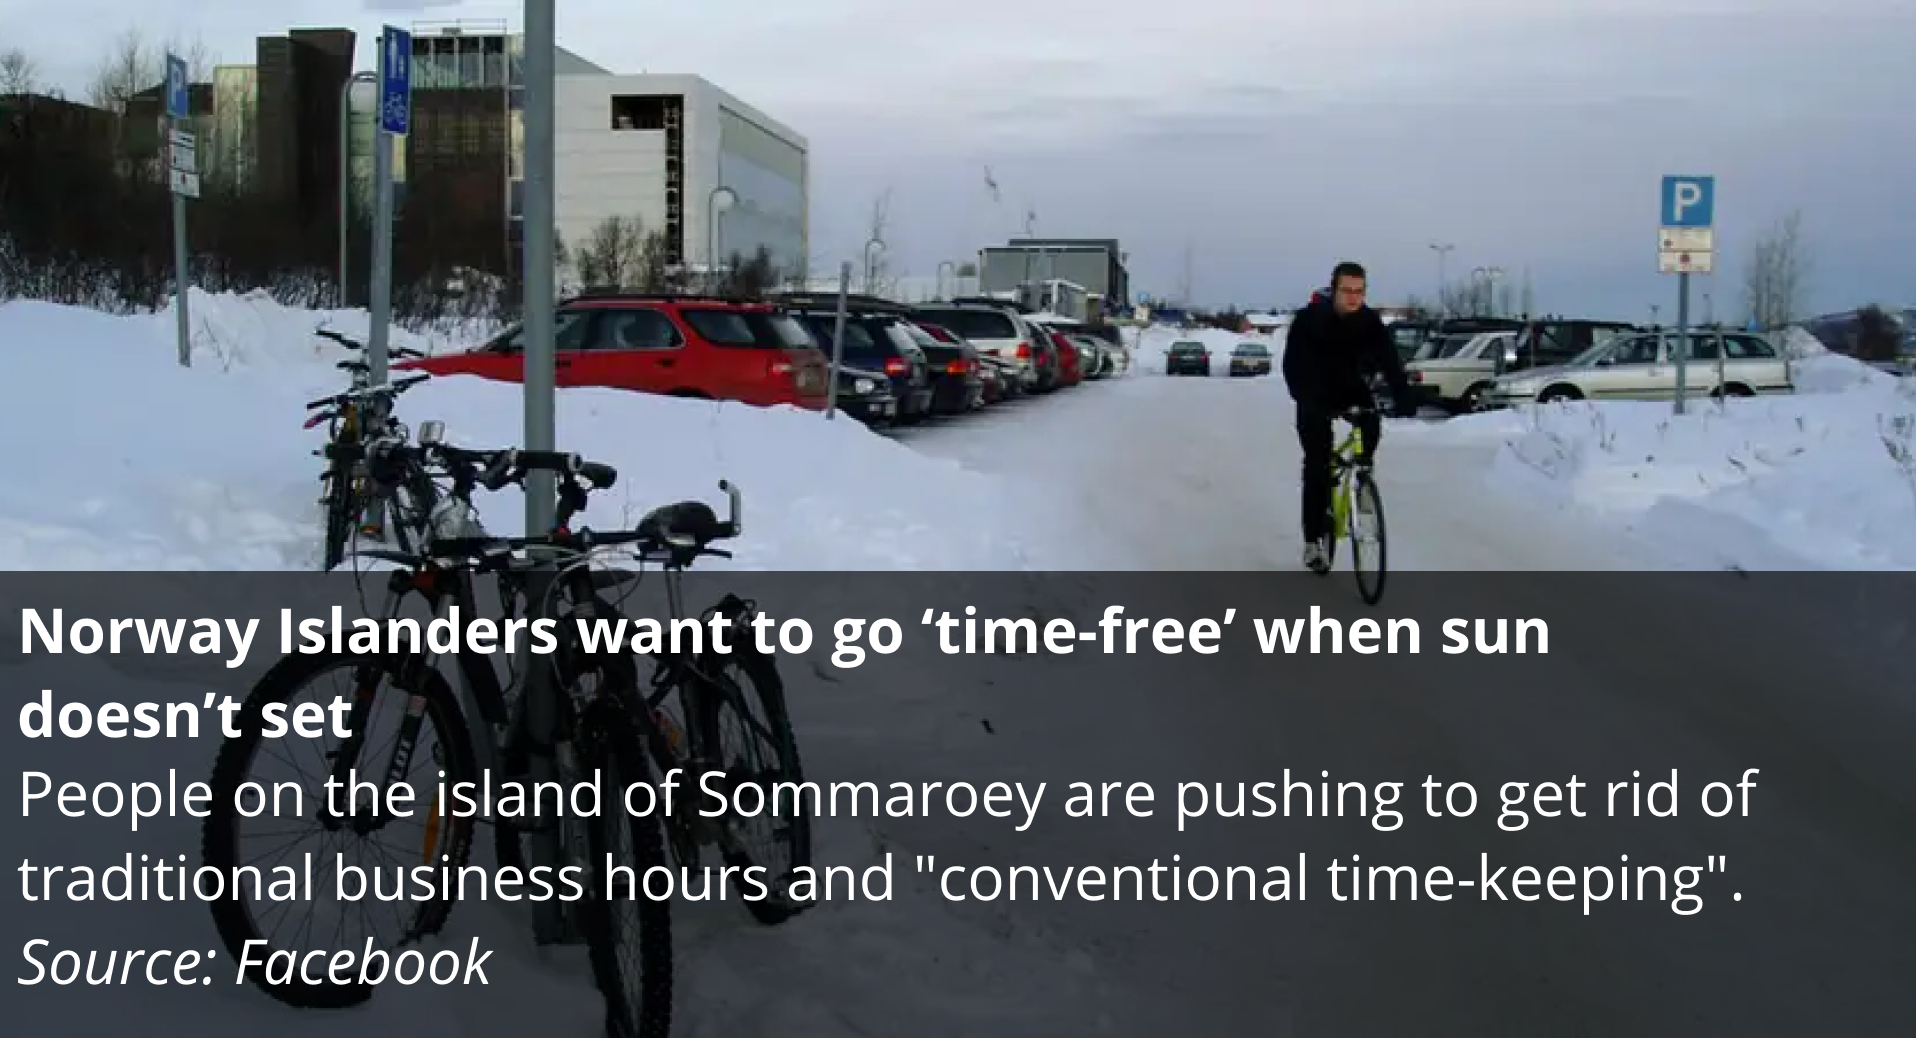 P
P
Norway Islanders want to go ‘time-free’ when sun
doesn’t set
People on the island of Sommaroey are pushing to get rid of
traditional business hours and "conventional time-keeping".
Source: Facebook